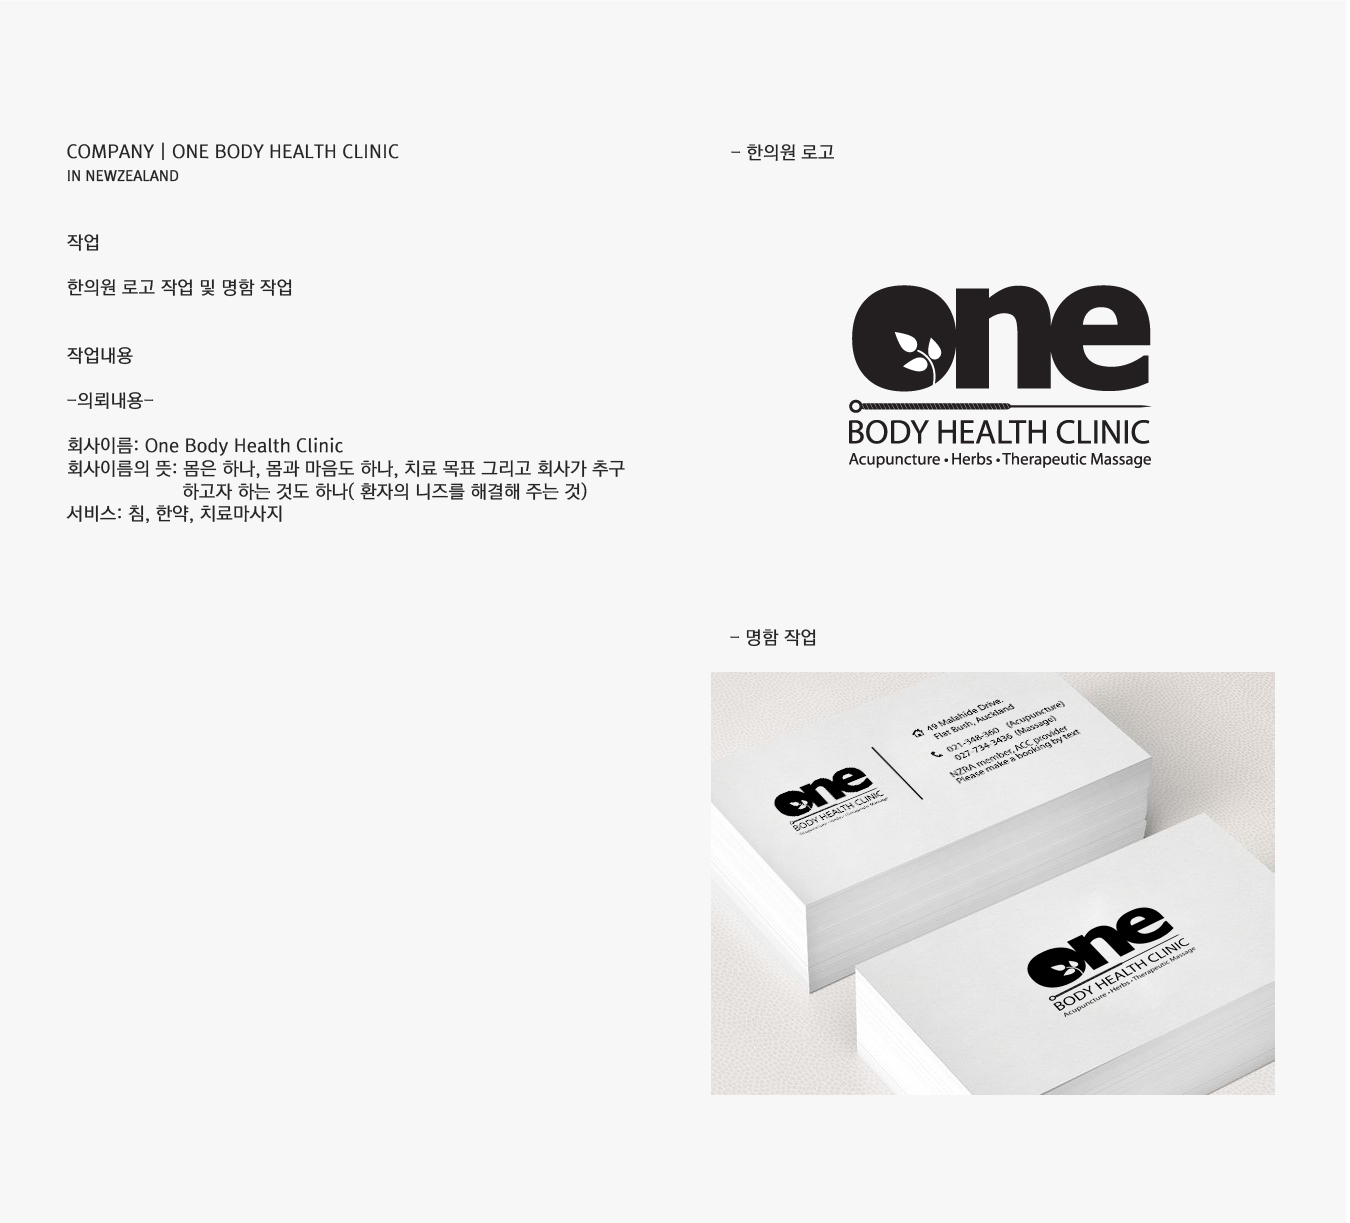 COMPANY | ONE BODY HEALTH CLINIC
IN NEWZEALAND
작업
한의원 로고 작업 및 명함 작업
작업내용
-의뢰내용-
회사이름: One Body Health Clinic
회사이름의 뜻: 몸은 하나, 몸과 마음도 하나, 치료 목표 그리고 회사가 추구
하고자 하는 것도 하나( 환자의 니즈를 해결해 주는 것)
서비스: 침, 한약, 치료마사지
- 한의원 로고
one
BODY HEALTH CLINIC
Acupuncture • Herbs • Therapeutic Massage
- 명함 작업
one
BODY HEALTH CLINIC
Acupuncture • Herbs • Therapeutic Massage
49 Malahide Drive.
Flat Bush, Auckland
021-348-360 (Acupuncture)
027-734-3436 (Massage)
NZRA member, ACC provider
Please make a booking by text
one
BODY HEALTH CLINIC
Acupuncture • Herbs • Therapeutic Massage